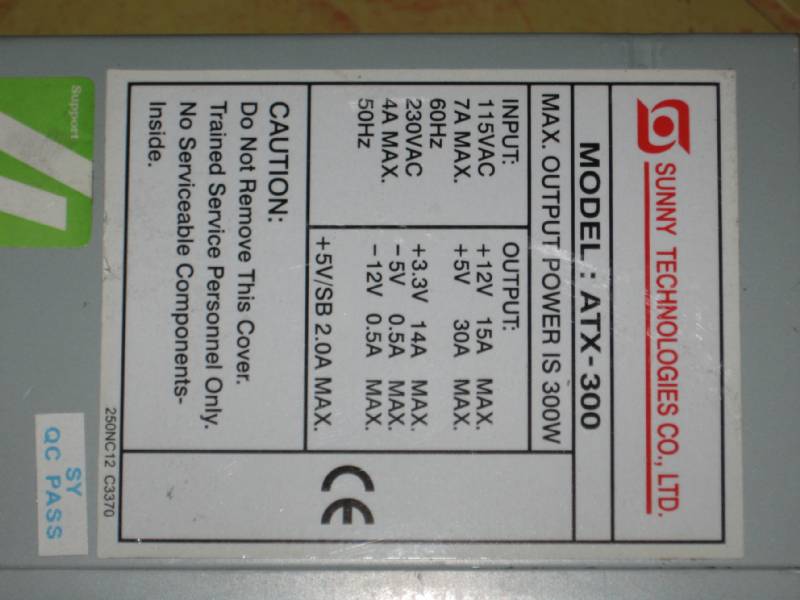 SUNNY TECHNOLOGIES CO., LTD.
MODEL : ATX-300
MAX. OUTPUT POWER IS 300W
INPUT:
115VAC
7A MAX.
60Hz
230VAC
4A MAX.
50Hz
OUTPUT:
+12V 15A MAX.
+5V 30A MAX.
+3.3V 14A MAX.
-5V 0.5A MAX.
-12V 0.5A MAX.
+5V/SB 2.0A MAX.
CAUTION:
Do Not Remove This Cover.
Trained Service Personnel Only.
No Serviceable Components-
Inside.
CE
250NC12 C3370
Support
SY
QC PASS